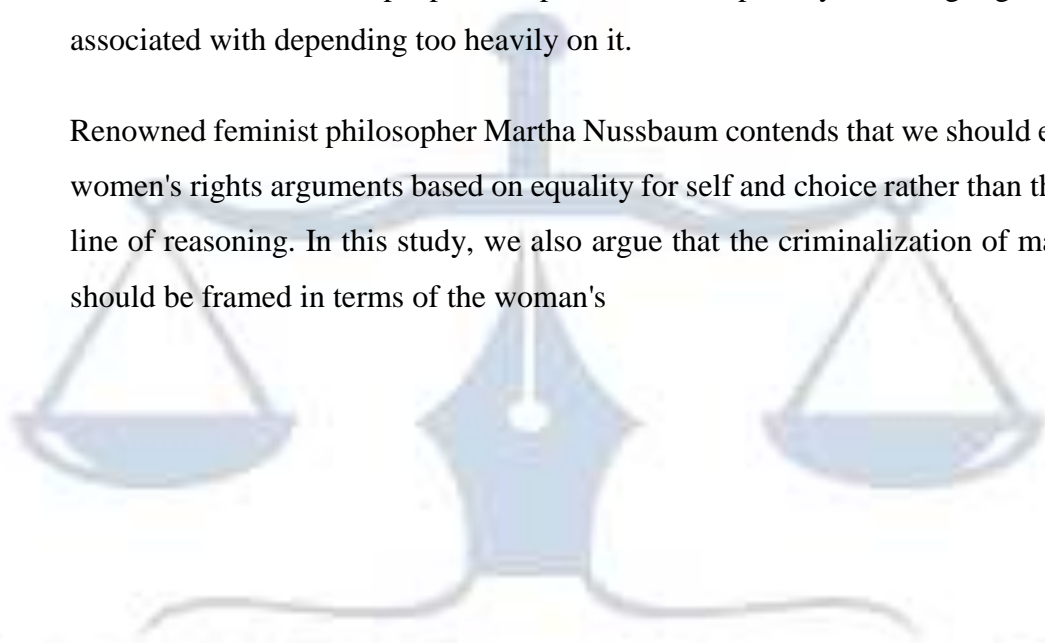 associated with depending too heavily on it.
Renowned feminist philosopher Martha Nussbaum contends that we should
women's rights arguments based on equality for self and choice rather than
line of reasoning. In this study, we also argue that the criminalization of
should be framed in terms of the woman's